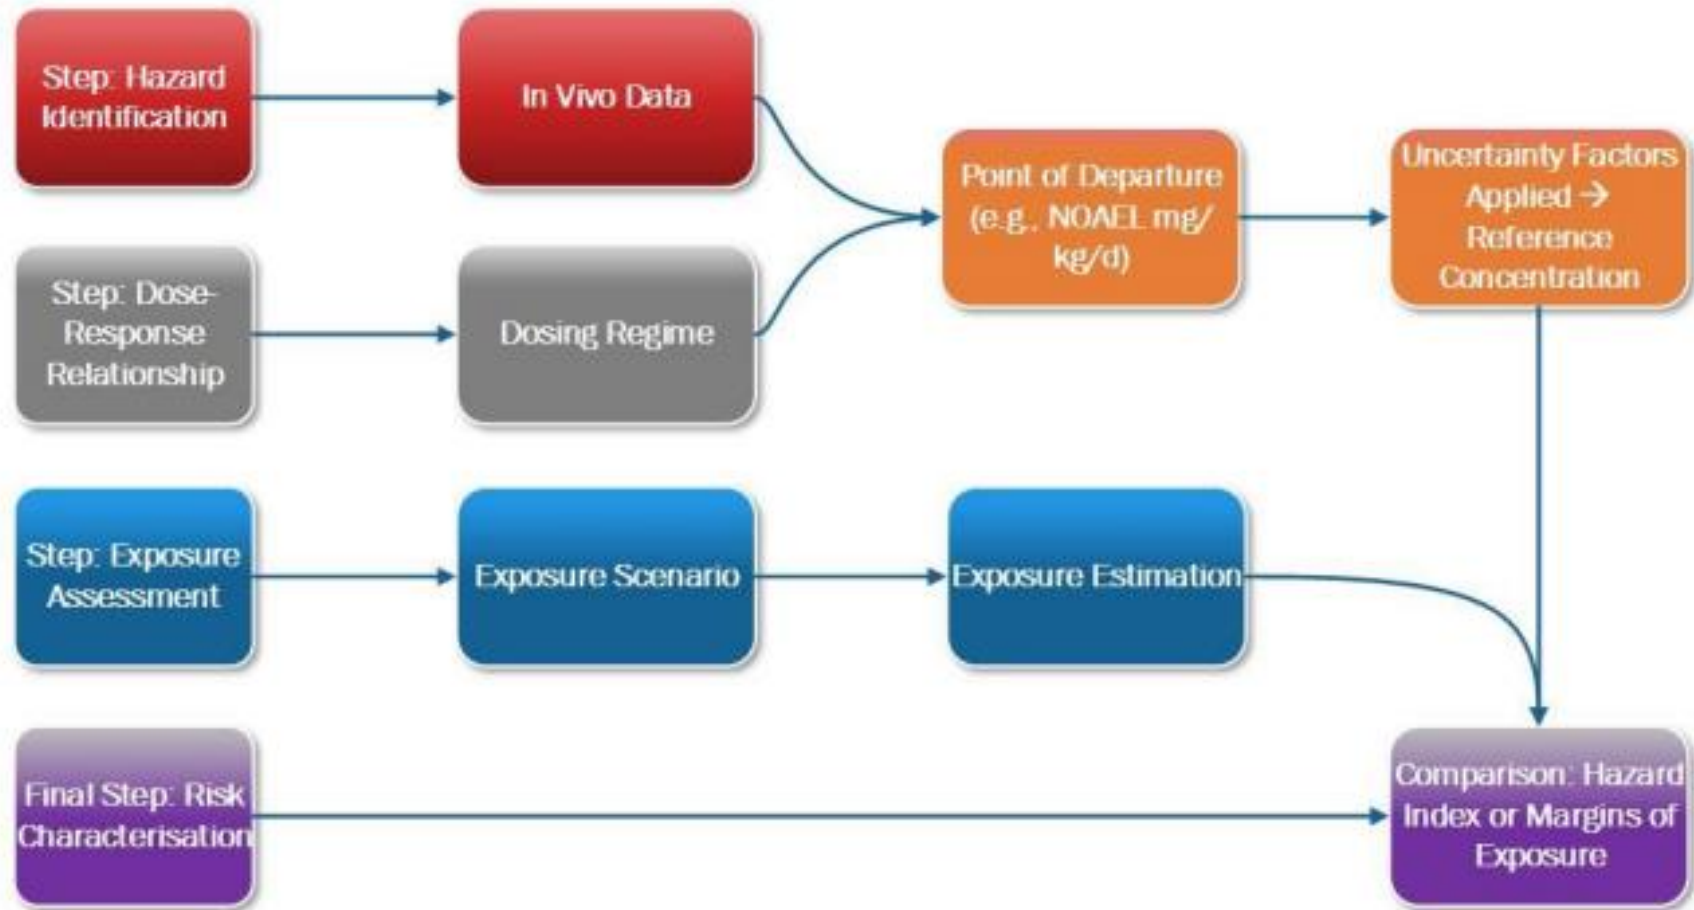 Step: Hazard
Identification
In Vivo Data
Point of Departure
(e.g., NOAEL mg/
kg/d)
Uncertainty Factors
Applied →
Reference
Concentration
Step: Dose-
Response
Relationship
Dosing Regime
Step: Exposure
Assessment
Exposure Scenario
Exposure Estimation
Final Step: Risk
Characterisation
Comparison: Hazard
Index or Margins of
Exposure